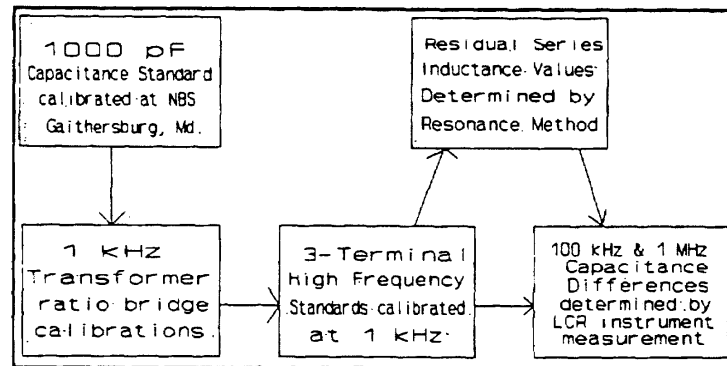 1000 pF
Capacitance Standard
calibrated at NBS
Gaithersburg, Md.
Residual Series
Inductance Values
Determined by
Resonance Method
1 KHz
Transformer
ratio bridge
calibrations.
3-Terminal
High Frequency
Standards calibrated
at 1 kHz.
100 kHz & 1 MHz
Capacitance
Differences
determined by
LCR instrument
measurement